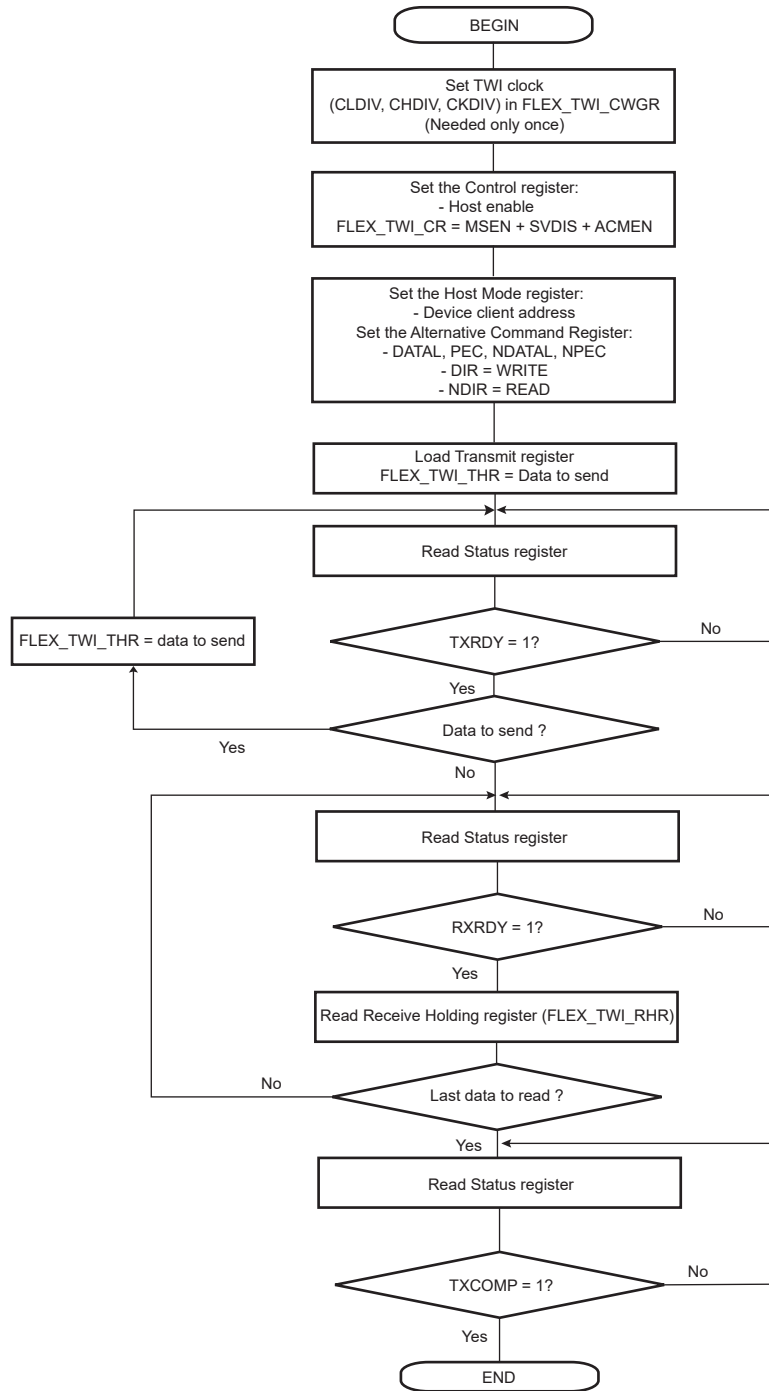 BEGIN
Set TWI clock
(CLDIV, CHDIV, CKDIV) in FLEX_TWI_CWGR
(Needed only once)
Set the Control register:
- Host enable
FLEX_TWI_CR = MSEN + SVDIS + ACMEN
Set the Host Mode register:
- Device client address
Set the Alternative Command Register:
- DATAL, PEC, NDATAL, NPEC
- DIR = WRITE
- NDIR = READ
Load Transmit register
FLEX_TWI_THR = Data to send
Read Status register
FLEX_TWI_THR = data to send
TXRDY = 1?
No
Yes
Data to send ?
Yes
No
Read Status register
RXRDY = 1?
No
Yes
Read Receive Holding register (FLEX_TWI_RHR)
No
Last data to read ?
Yes
Read Status register
TXCOMP = 1?
No
Yes
END